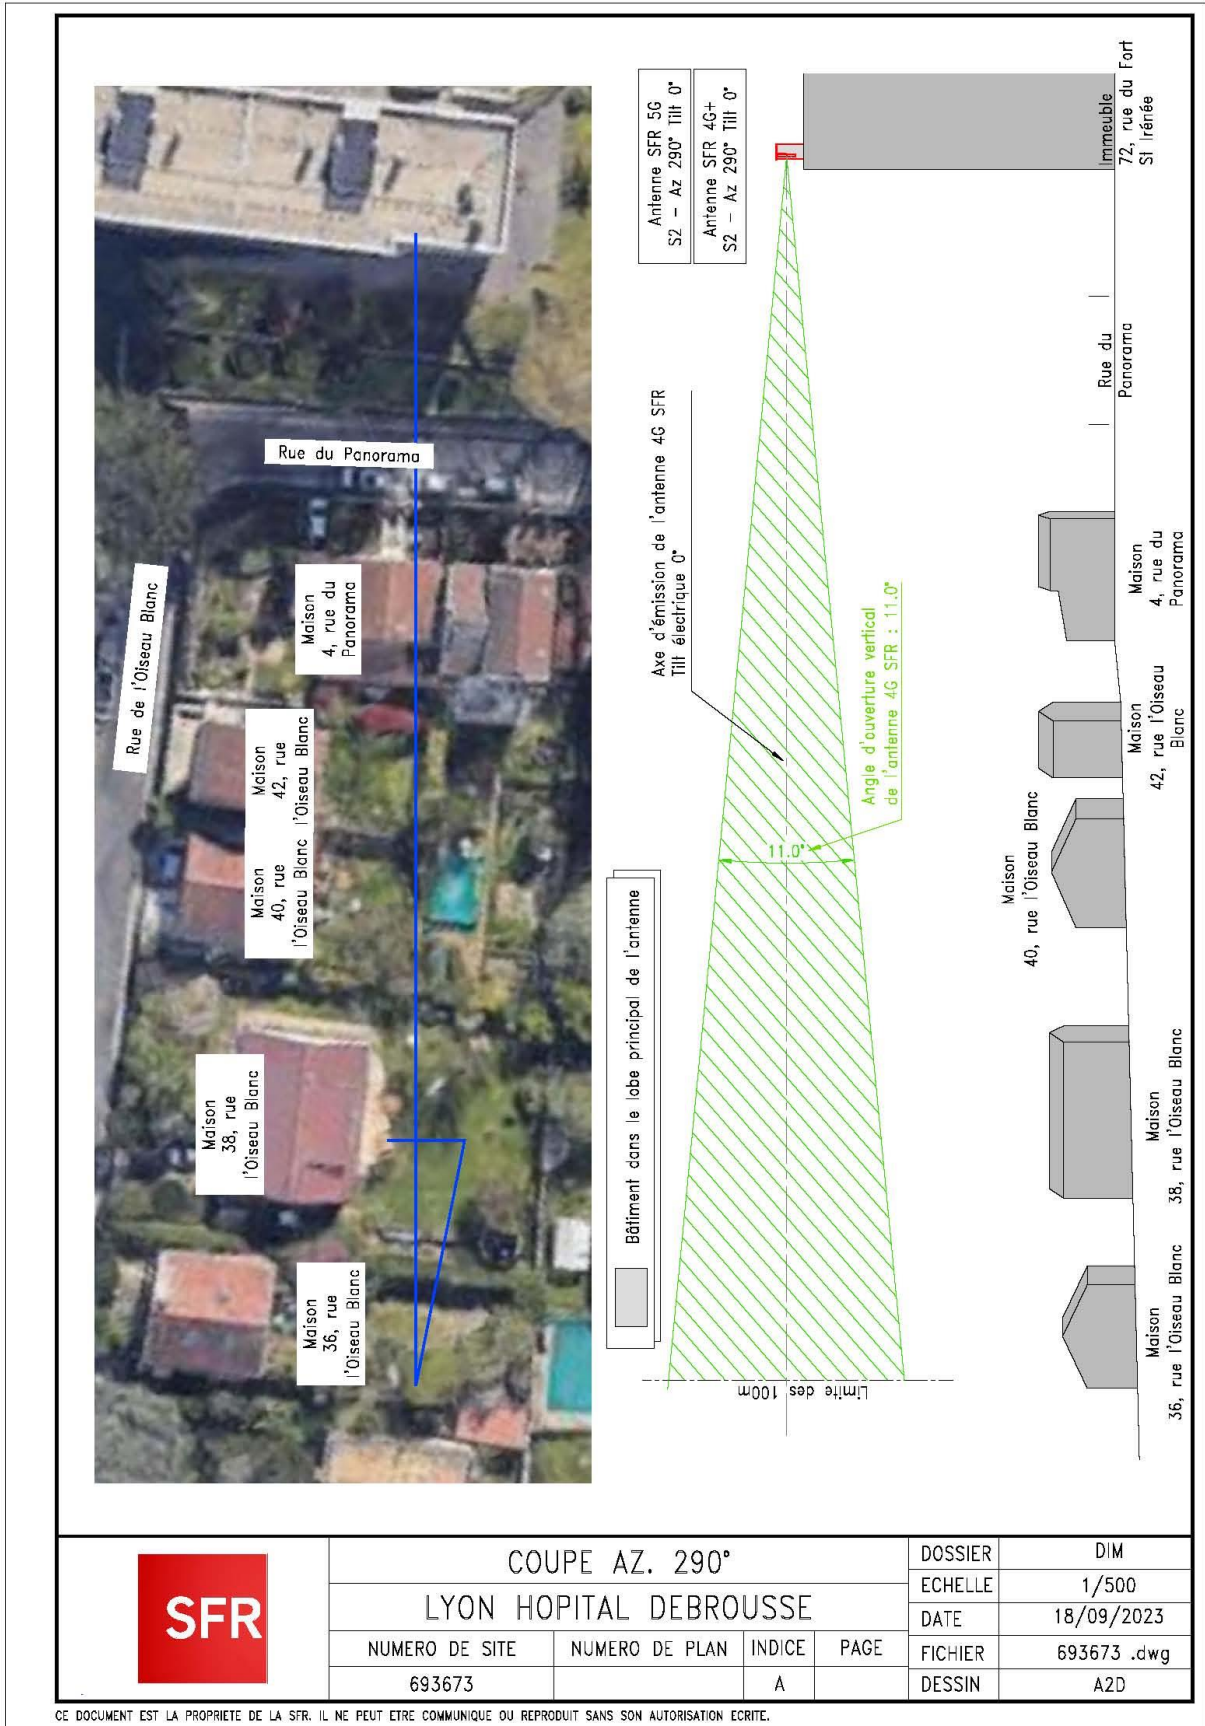 Antenne SFR 5G
S2 - Az 290° Tilt 0°
Antenne SFR 4G+
S2 - Az 290° Tilt 0°
Immeuble
72, rue du Fort
St Irénée
Rue du
Panorama
Rue du Panorama
Axe d'émission de l'antenne 4G SFR
Tilt électrique 0°
Angle d'ouverture vertical
de l'antenne 4G SFR : 11.0°
11.0°
Rue de l'Oiseau Blanc
Maison
4, rue du
Panorama
Maison
42, rue
l'Oiseau Blanc
Maison
40, rue
l'Oiseau Blanc
Maison
38, rue
l'Oiseau Blanc
Maison
36, rue
l'Oiseau Blanc
Bâtiment dans le lobe principal de l'antenne
Limite des 100m
Maison
4, rue du
Panorama
Maison
42, rue l'Oiseau
Blanc
Maison
40, rue l'Oiseau Blanc
Maison
38, rue l'Oiseau Blanc
Maison
36, rue l'Oiseau Blanc
SFR
COUPE AZ. 290°
LYON HOPITAL DEBROUSSE
NUMERO DE SITE NUMERO DE PLAN INDICE PAGE
693673 A
DOSSIER DIM
ECHELLE 1/500
DATE 18/09/2023
FICHIER 693673 .dwg
DESSIN A2D
CE DOCUMENT EST LA PROPRIETE DE LA SFR. IL NE PEUT ETRE COMMUNIQUE OU REPRODUIT SANS SON AUTORISATION ECRITE.